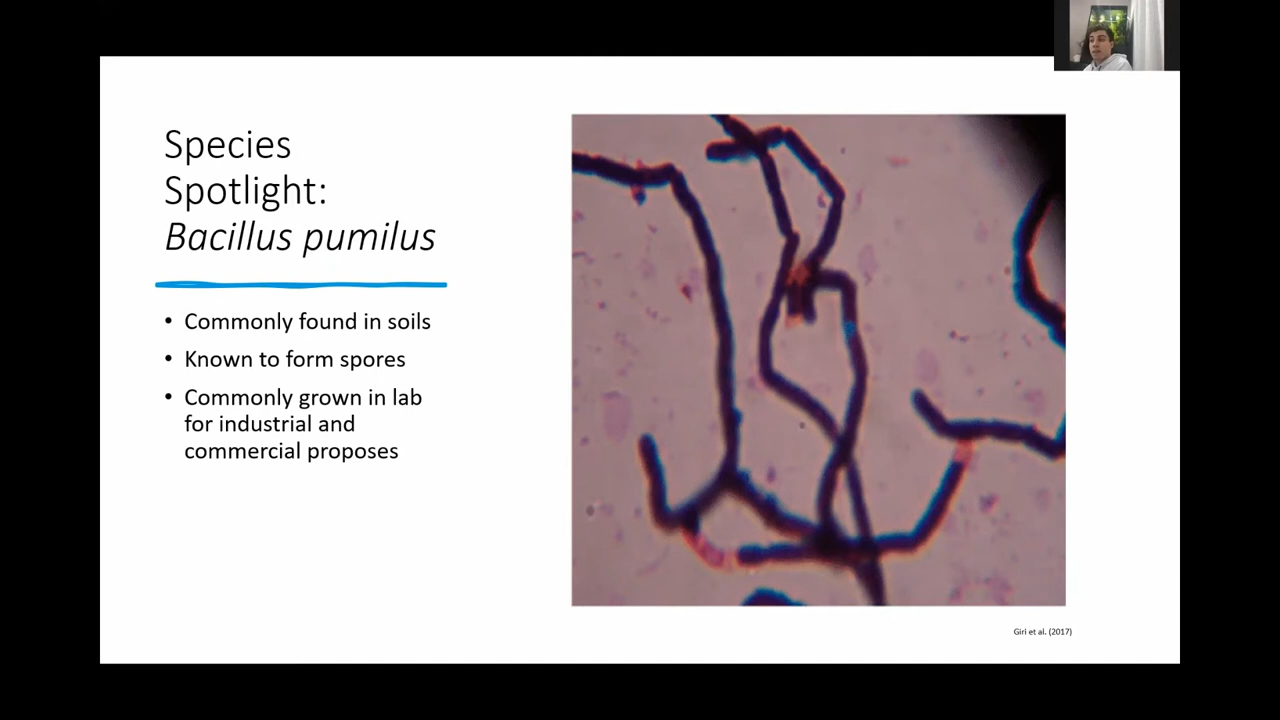 Species
Spotlight:
Bacillus pumilus
• Commonly found in soils
• Known to form spores
• Commonly grown in lab
for industrial and
commercial proposes
Giri et al. (2017)